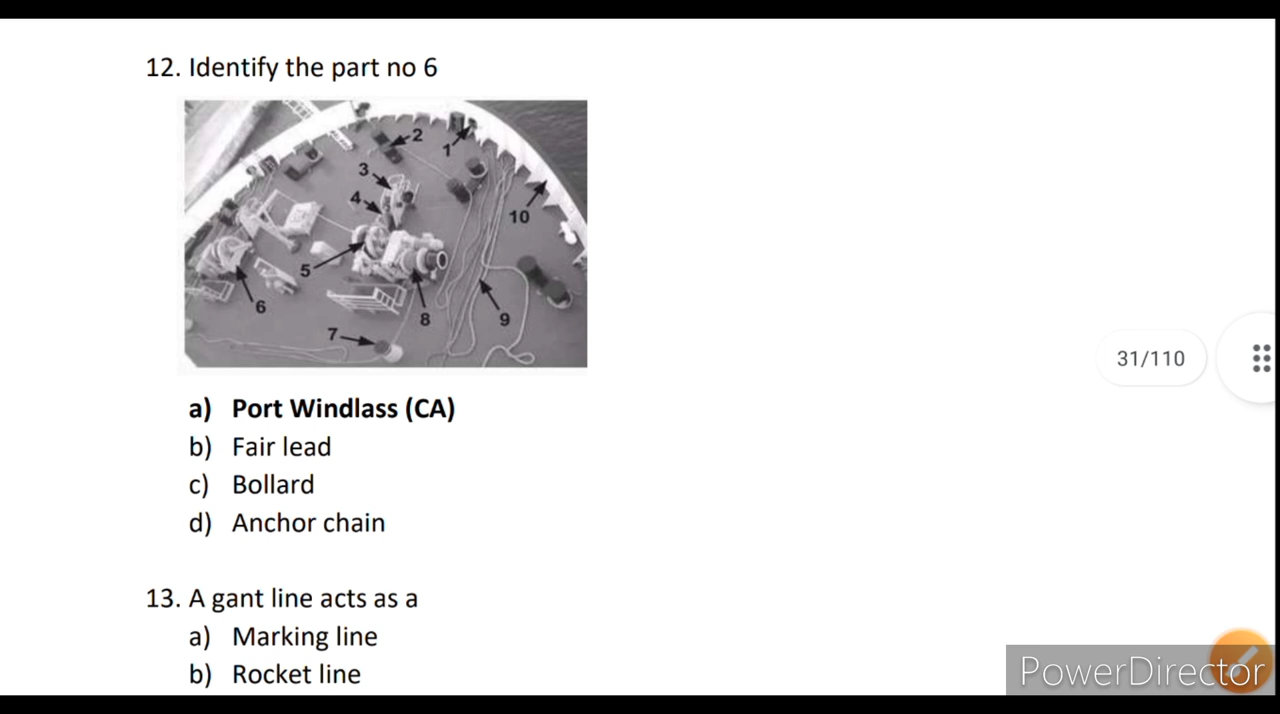 12. Identify the part no 6
2
1
3
4
10
5
6
8
9
7
31/110
a) Port Windlass (CA)
b) Fair lead
c) Bollard
d) Anchor chain
13. A gant line acts as a
a) Marking line
b) Rocket line
PowerDirector